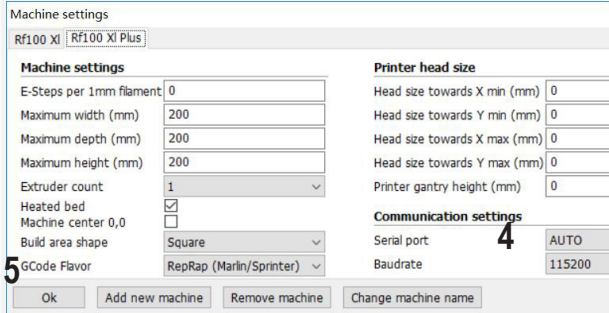 Machine settings
Rf100 Xl Rf100 Xl Plus
Machine settings
E-Steps per 1mm filament 0
Maximum width (mm) 200
Maximum depth (mm) 200
Maximum height (mm) 200
Extruder count 1
Heated bed
Machine center 0,0
Build area shape Square
5 GCode Flavor RepRap (Marlin/Sprinter)
Printer head size
Head size towards X min (mm) 0
Head size towards Y min (mm) 0
Head size towards X max (mm) 0
Head size towards Y max (mm) 0
Printer gantry height (mm) 0
Communication settings
Serial port 4 AUTO
Baudrate 115200
Ok Add new machine Remove machine Change machine name